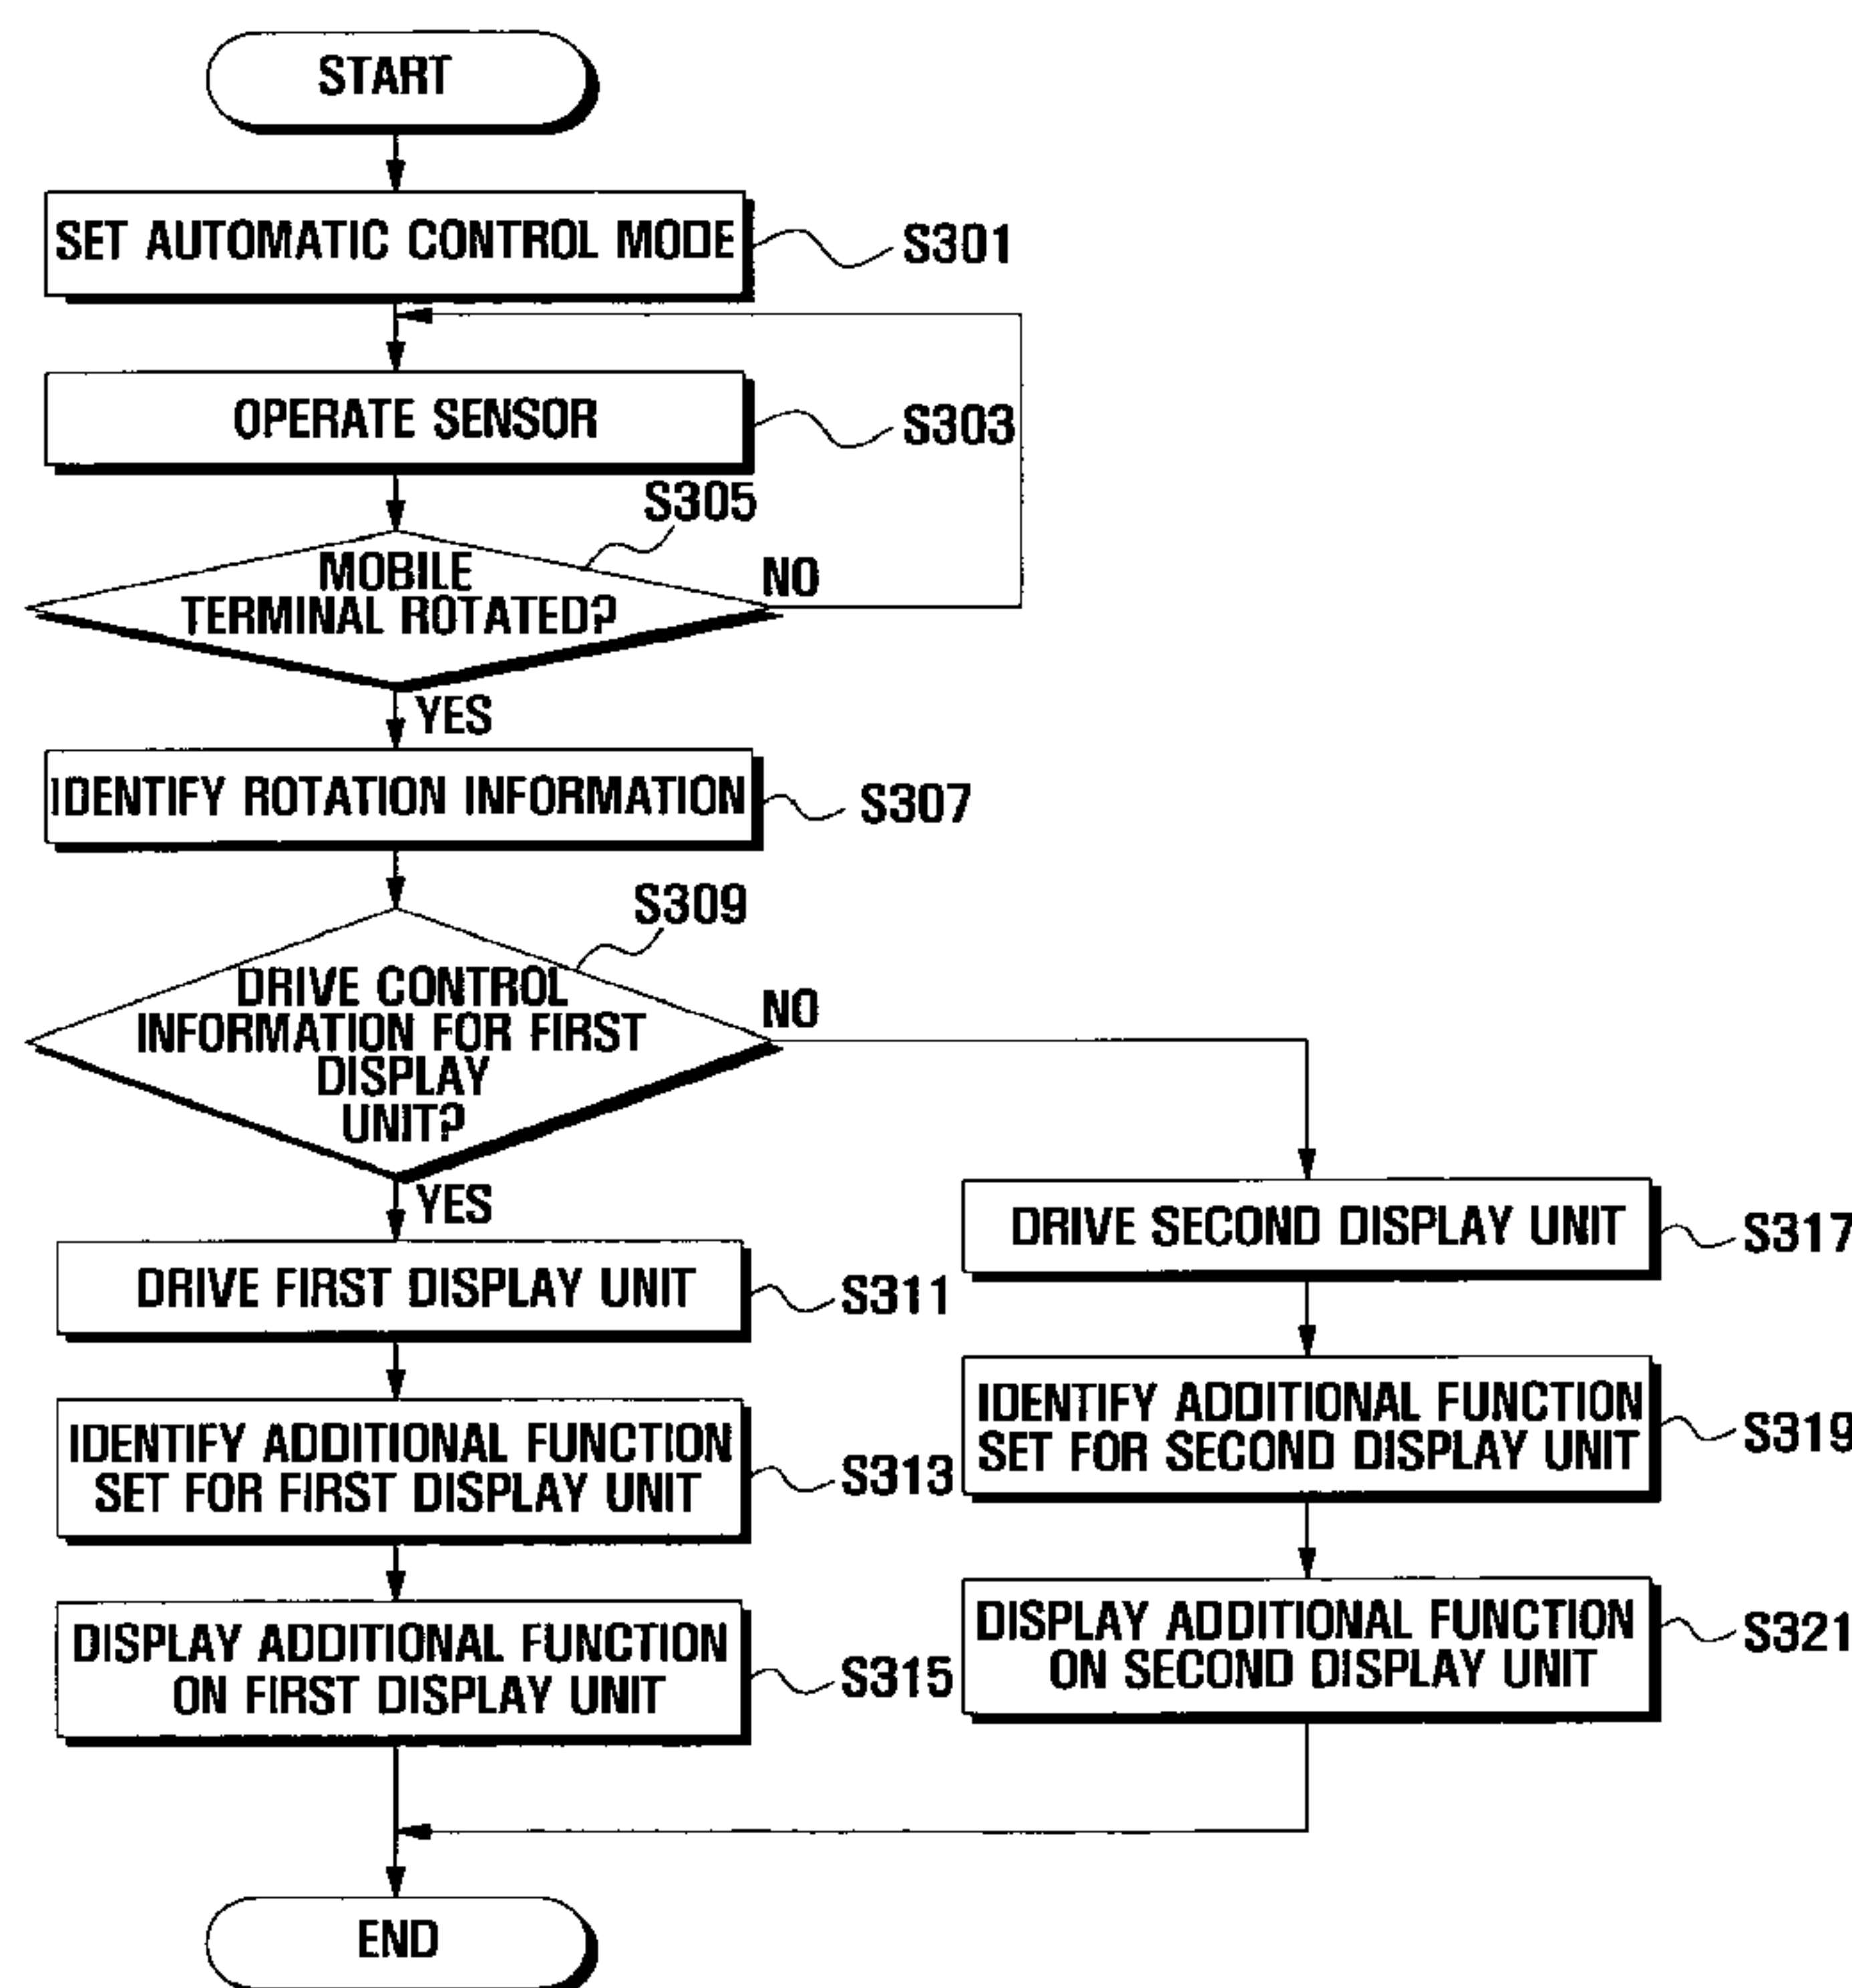 START
SET AUTOMATIC CONTROL MODE
S301
OPERATE SENSOR
S303
S305
MOBILE
TERMINAL ROTATED?
NO
YES
IDENTIFY ROTATION INFORMATION
S307
S309
DRIVE CONTROL
INFORMATION FOR FIRST
DISPLAY
UNIT?
NO
YES
DRIVE FIRST DISPLAY UNIT
S311
IDENTIFY ADDITIONAL FUNCTION
SET FOR FIRST DISPLAY UNIT
S313
DISPLAY ADDITIONAL FUNCTION
ON FIRST DISPLAY UNIT
S315
DRIVE SECOND DISPLAY UNIT
S317
IDENTIFY ADDITIONAL FUNCTION
SET FOR SECOND DISPLAY UNIT
S319
DISPLAY ADDITIONAL FUNCTION
ON SECOND DISPLAY UNIT
S321
END